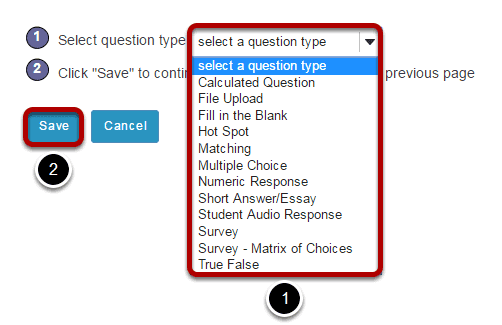 1 Select question type select a question type
select a question type
2 Click "Save" to contin previous page
Calculated Question
File Upload
Fill in the Blank
Hot Spot
Matching
Multiple Choice
Numeric Response
Short Answer/Essay
Student Audio Response
Survey
Survey - Matrix of Choices
True False
Save Cancel
2
1